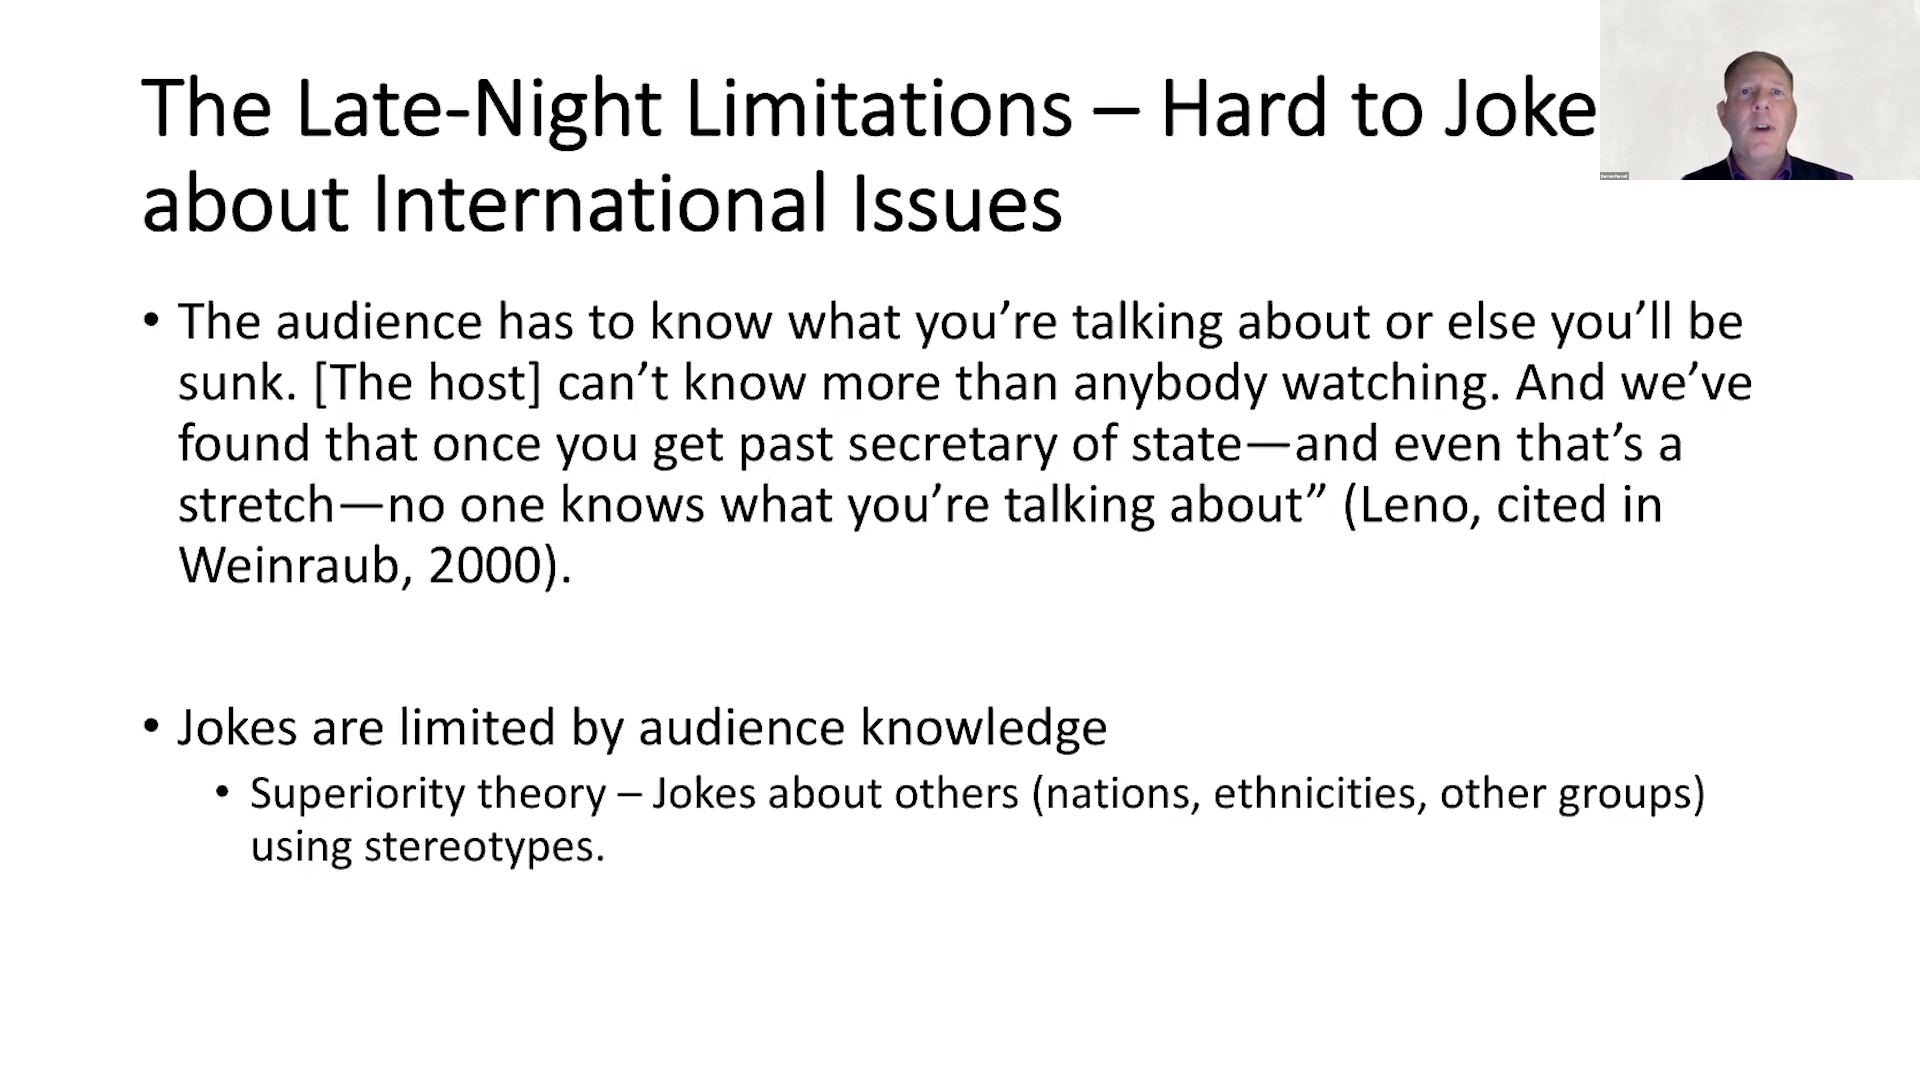 The Late-Night Limitations – Hard to Joke
about International Issues
• The audience has to know what you’re talking about or else you’ll be
sunk. [The host] can’t know more than anybody watching. And we’ve
found that once you get past secretary of state—and even that’s a
stretch—no one knows what you’re talking about” (Leno, cited in
Weinraub, 2000).
• Jokes are limited by audience knowledge
• Superiority theory – Jokes about others (nations, ethnicities, other groups)
using stereotypes.